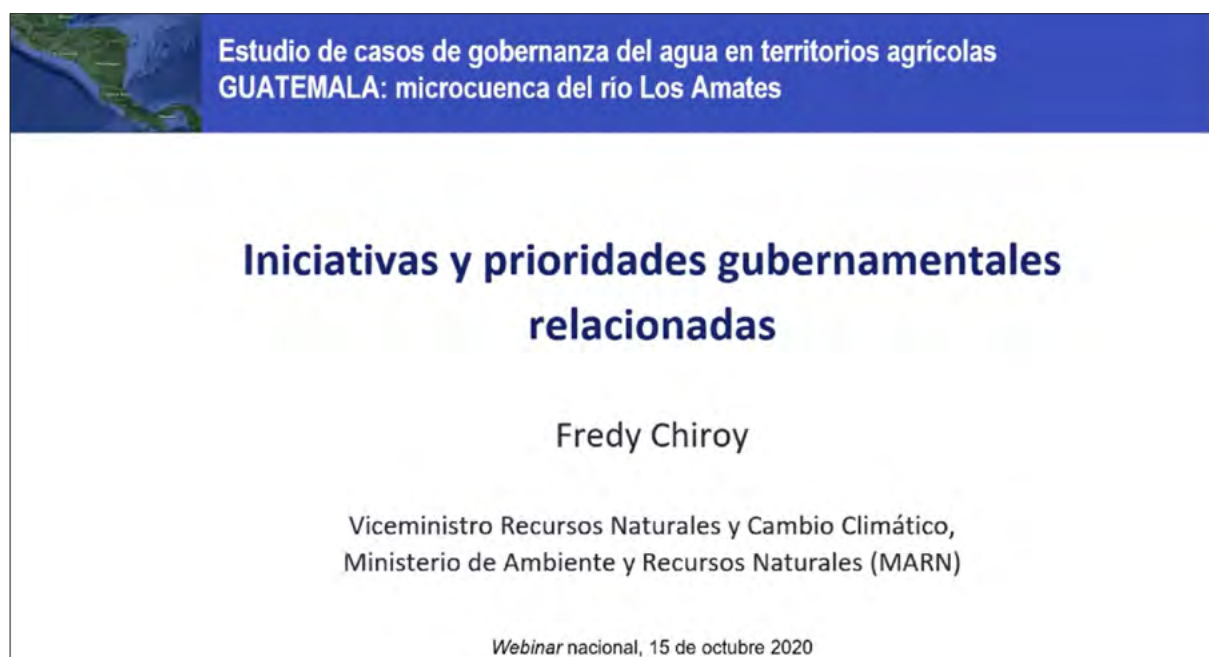 Estudio de casos de gobernanza del agua en territorios agrícolas
GUATEMALA: microcuenca del río Los Amates
Iniciativas y prioridades gubernamentales
relacionadas
Fredy Chiroy
Viceministro Recursos Naturales y Cambio Climático,
Ministerio de Ambiente y Recursos Naturales (MARN)
Webinar nacional, 15 de octubre 2020